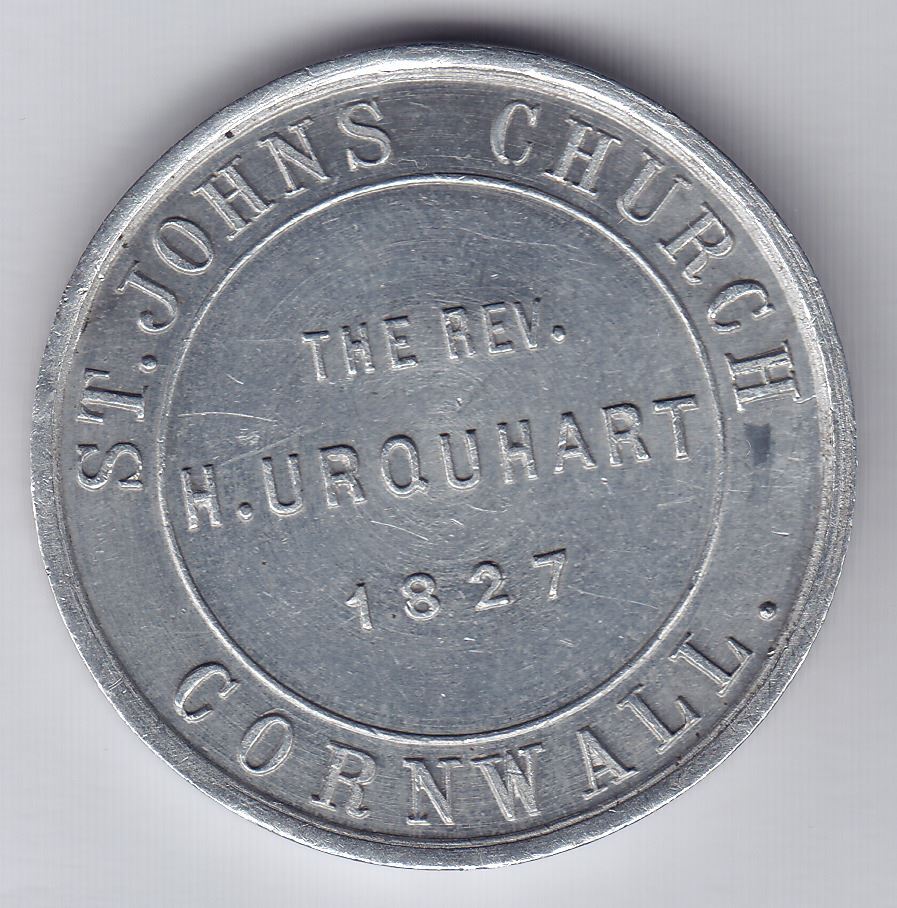 ST. JOHNS CHURCH
THE REV.
H. URQUHART
1827
CORNWALL.